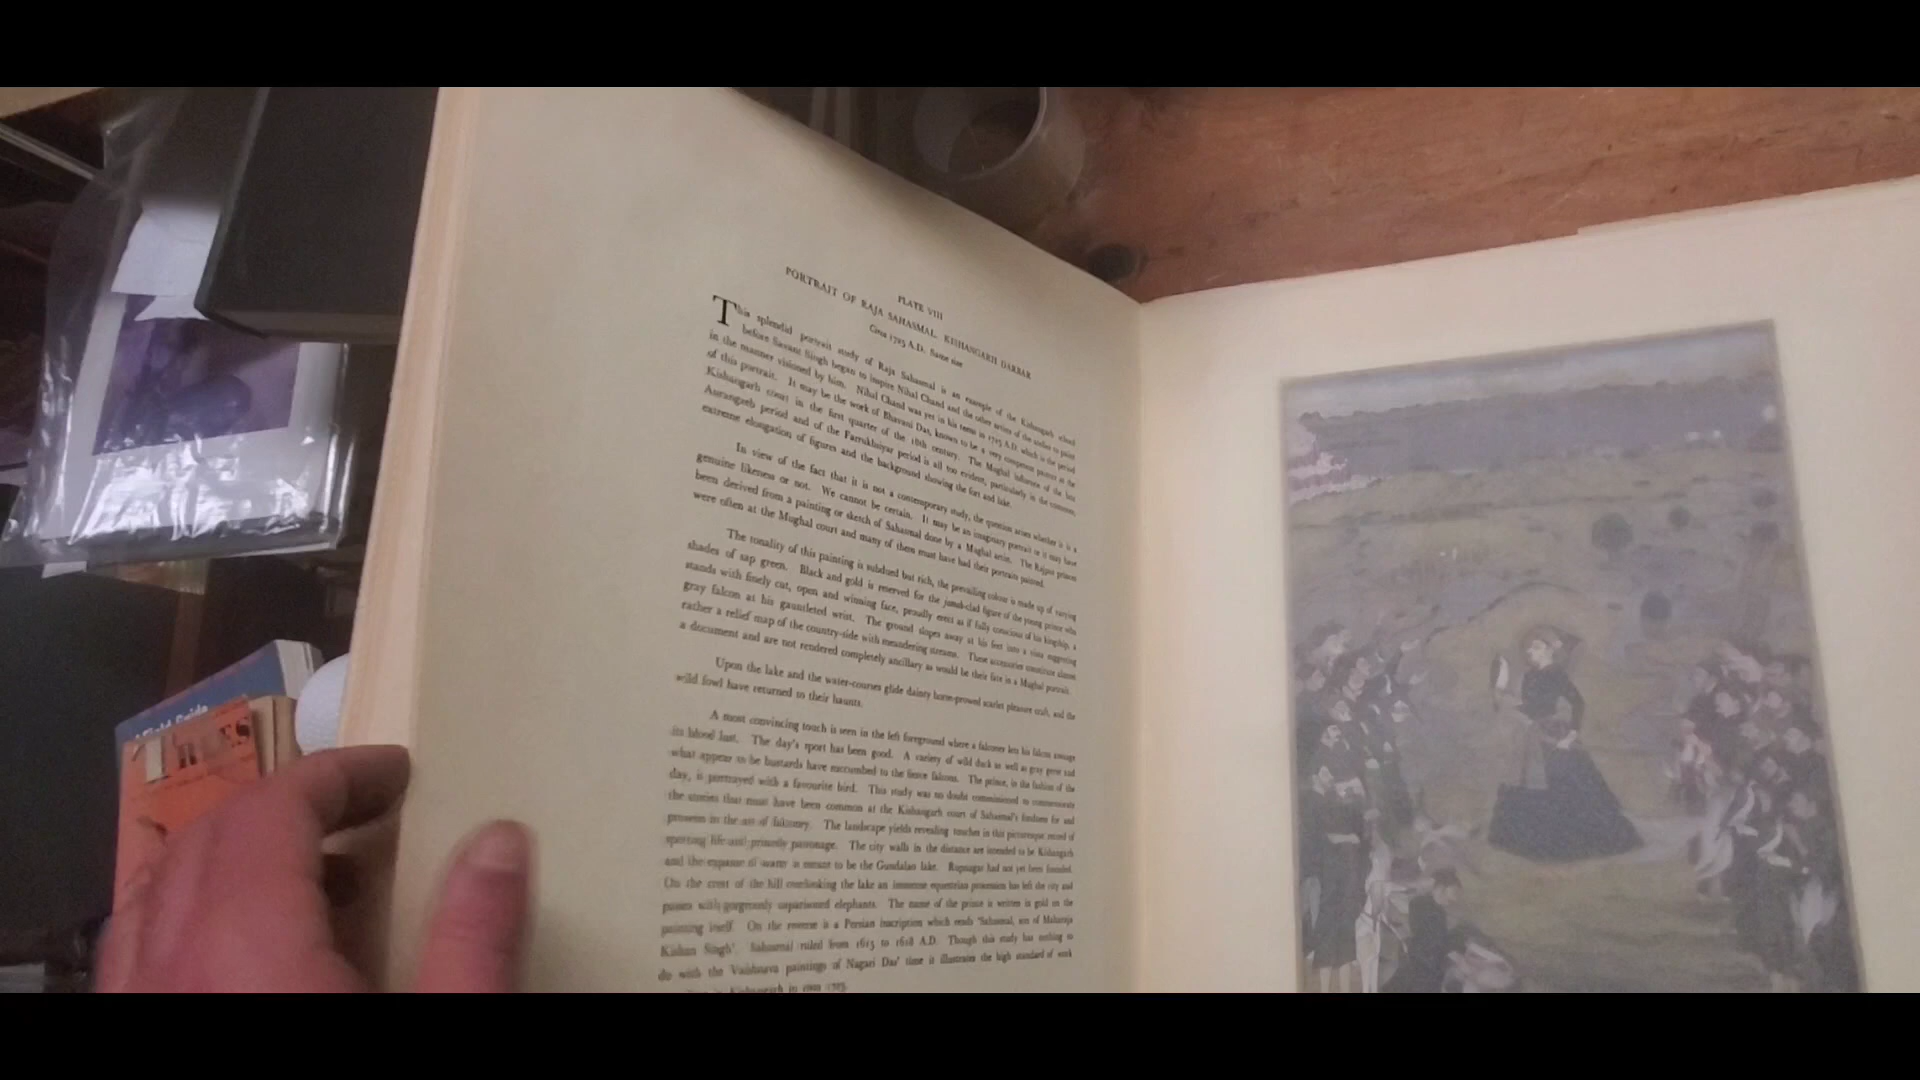 PLATE VIII
PORTRAIT OF RAJA SAHASMAL. KISHANGARH DARBAR
Circa 1725 A.D. Same size
This splendid portrait study of Raja Sahasmal is an example of the Kishangarh school
before Savant Singh began to inspire Nihal Chand and the other artists of the atelier to paint
in the manner visioned by him. Nihal Chand was yet in his teens in 1725 A.D. which is the period
of this portrait. It may be the work of Bhavani Das, known to be a very competent painter at the
Kishangarh court in the first quarter of the 18th century. The Mughal influence of the late
Aurangzeb period and of the Farrukhsiyar period is all too evident, particularly in the costumes,
extreme elongation of figures and the background showing the fort and lake.
In view of the fact that it is not a contemporary study, the question arises whether it is a
genuine likeness or not. We cannot be certain. It may be an imaginary portrait or it may have
been derived from a painting or sketch of Sahasmal done by a Mughal artist. The Rajput princes
were often at the Mughal court and many of them must have had their portraits painted.
The tonality of this painting is subdued but rich, the prevailing colour is made up of varying
shades of sap green. Black and gold is reserved for the jamah-clad figure of the young prince who
stands with finely cut, open and winning face, proudly erect as if fully conscious of his kingship, a
gray falcon at his gauntleted wrist. The ground slopes away at his feet into a vista suggesting
rather a relief map of the country-side with meandering streams. These accessories constitute almost
a document and are not rendered completely ancillary as would be their fate in a Mughal portrait.
Upon the lake and the water-courses glide dainty horse-prowed scarlet pleasure craft, and the
wild fowl have returned to their haunts.
A most convincing touch is seen in the left foreground where a falconer lets his falcon assuage
its blood lust. The day's sport has been good. A variety of wild duck as well as gray geese and
what appear to be bustards have succumbed to the fierce falcons. The prince, in the fashion of the
day, is portrayed with a favourite bird. This study was no doubt commissioned to commemorate
the stories that must have been common at the Kishangarh court of Sahasmal's fondness for and
prowess in the art of falconry. The landscape yields revealing touches in this picturesque record of
sporting life and princely patronage. The city walls in the distance are intended to be Kishangarh
and the expanse of water is meant to be the Gundalao lake. Rupnagar had not yet been founded.
On the crest of the hill overlooking the lake an immense equestrian procession has left the city and
passes with gorgeously caparisoned elephants. The name of the prince is written in gold on the
painting itself. On the reverse is a Persian inscription which reads 'Sahasmal, son of Maharaja
Kishan Singh'. Sahasmal ruled from 1615 to 1618 A.D. Though this study has nothing to
do with the Vaishnava paintings of Nagari Das' time it illustrates the high standard of work
in Kishangarh in circa 1725.
Field Guide